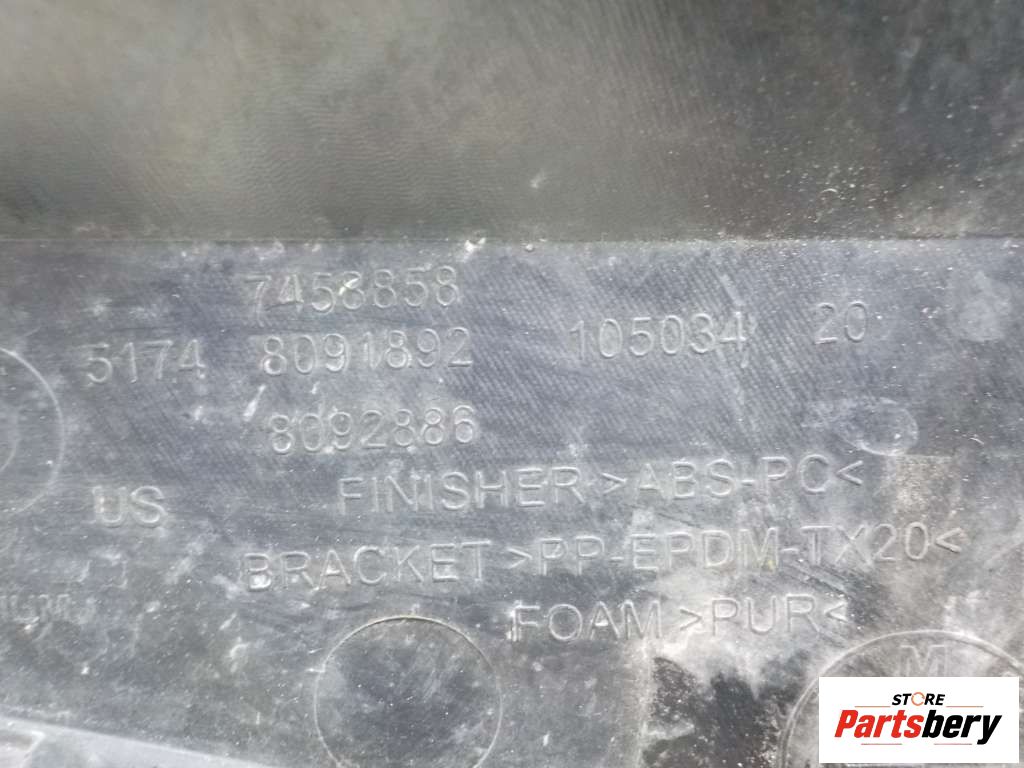 7458858
5174 8091892 105034 20
8092886
FINISHER >ABS-PC<
US
BRACKET >PP-EPDM-TX20<
FOAM >PUR<
M
STORE
Partsbery